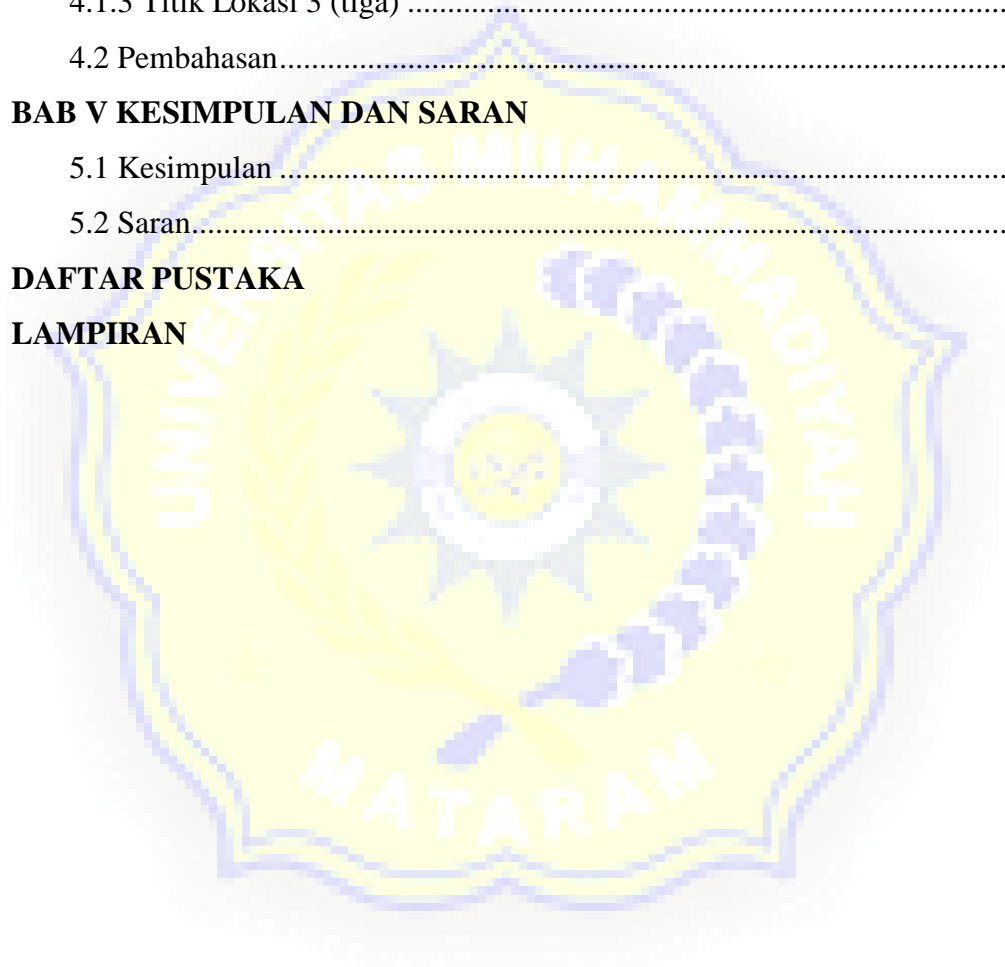 4.1.3 Titik Lokasi 3 (tiga) ........................................................................
4.2 Pembahasan.............................................................................................
BAB V KESIMPULAN DAN SARAN
5.1 Kesimpulan .............................................................................................
5.2 Saran........................................................................................................
DAFTAR PUSTAKA
LAMPIRAN
UNIVERSITAS MUHAMMADIYAH
MATARAM